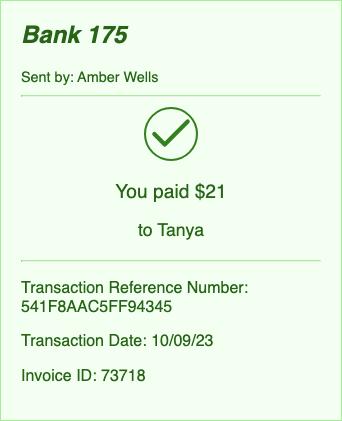 Bank 175
Sent by: Amber Wells
You paid $21
to Tanya
Transaction Reference Number:
541F8AAC5FF94345
Transaction Date: 10/09/23
Invoice ID: 73718